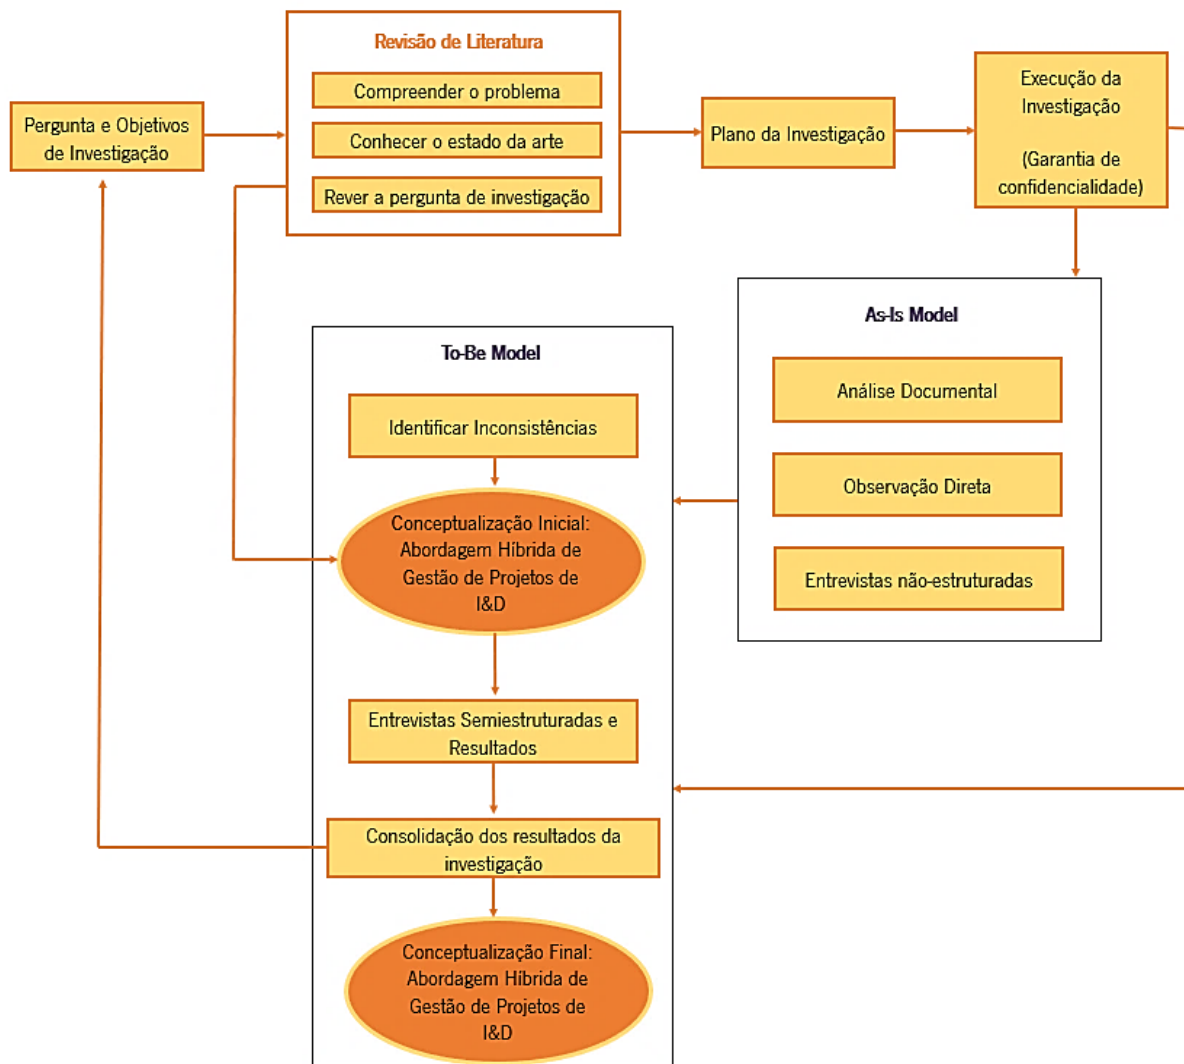 Revisão de Literatura
Compreender o problema
Conhecer o estado da arte
Rever a pergunta de investigação
Pergunta e Objetivos
de Investigação
Plano da Investigação
Execução da
Investigação
(Garantia de
confidencialidade)
As-Is Model
Análise Documental
Observação Direta
Entrevistas não-estruturadas
To-Be Model
Identificar Inconsistências
Conceptualização Inicial:
Abordagem Híbrida de
Gestão de Projetos de
I&D
Entrevistas Semiestruturadas e
Resultados
Consolidação dos resultados da
investigação
Conceptualização Final:
Abordagem Híbrida de
Gestão de Projetos de
I&D